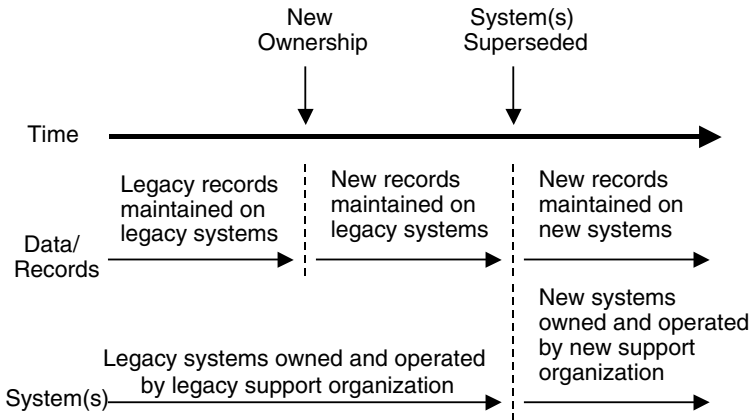 New
Ownership
System(s)
Superseded
Time
Legacy records
maintained on
legacy systems
New records
maintained on
legacy systems
New records
maintained on
new systems
Data/
Records
New systems
owned and operated
by new support
organization
Legacy systems owned and operated
by legacy support organization
System(s)